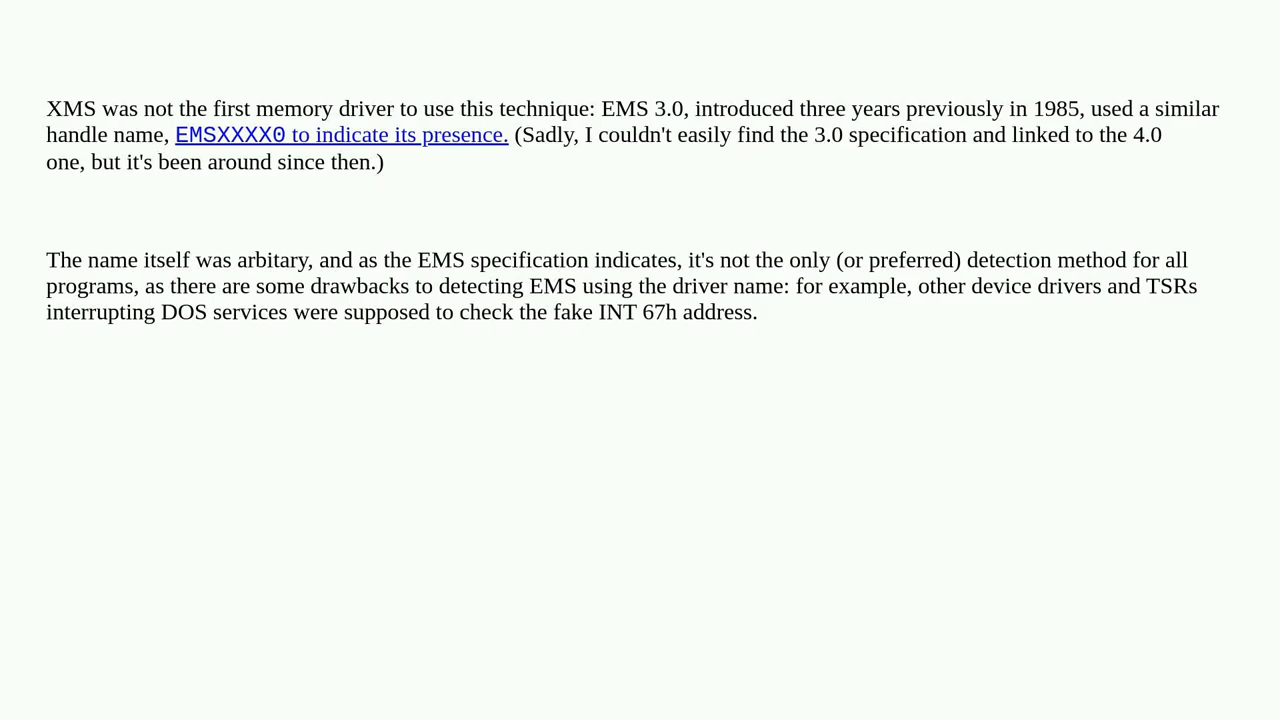 XMS was not the first memory driver to use this technique: EMS 3.0, introduced three years previously in 1985, used a similar
handle name, EMSXXXX0 to indicate its presence. (Sadly, I couldn't easily find the 3.0 specification and linked to the 4.0
one, but it's been around since then.)
The name itself was arbitary, and as the EMS specification indicates, it's not the only (or preferred) detection method for all
programs, as there are some drawbacks to detecting EMS using the driver name: for example, other device drivers and TSRs
interrupting DOS services were supposed to check the fake INT 67h address.